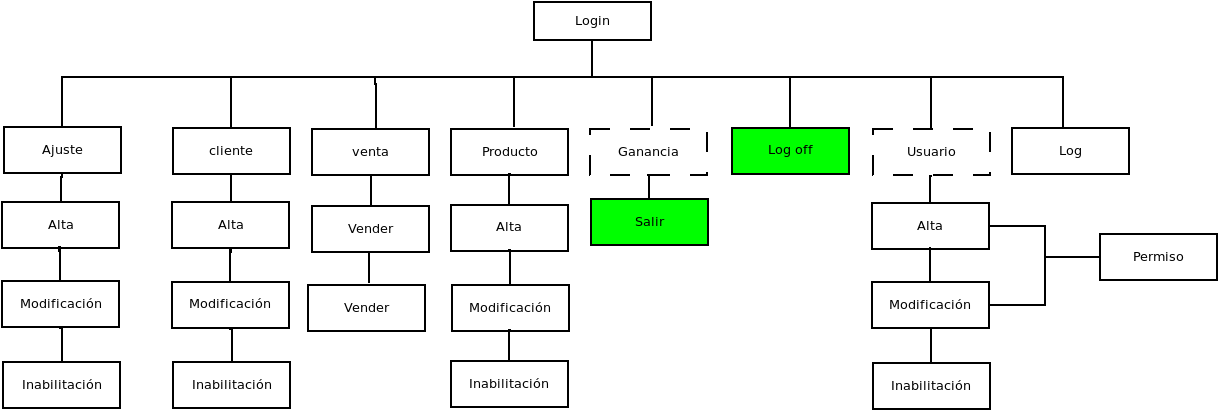 Login
Ajuste
cliente
venta
Producto
Ganancia
Log off
Usuario
Log
Alta
Alta
Vender
Alta
Salir
Alta
Permiso
Modificación
Modificación
Vender
Modificación
Modificación
Inabilitación
Inabilitación
Inabilitación
Inabilitación